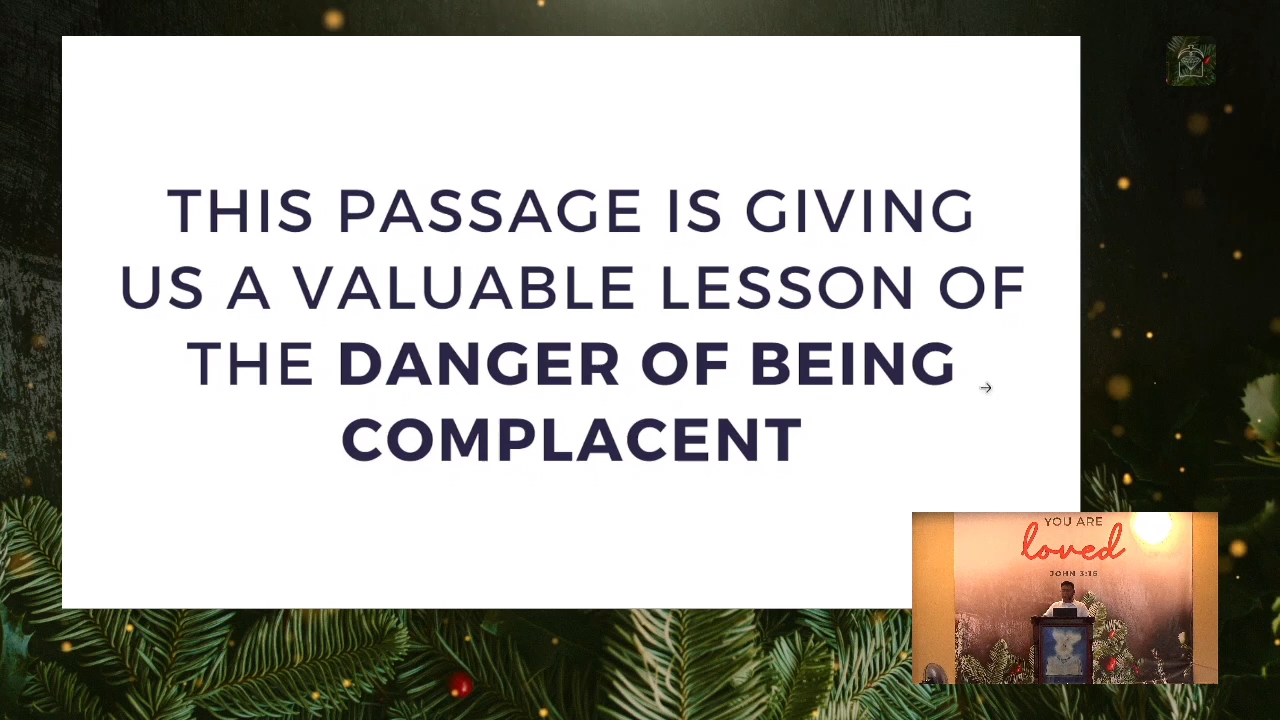 THIS PASSAGE IS GIVING
US A VALUABLE LESSON OF
THE DANGER OF BEING
COMPLACENT
YOU ARE
loved
JOHN 3:16